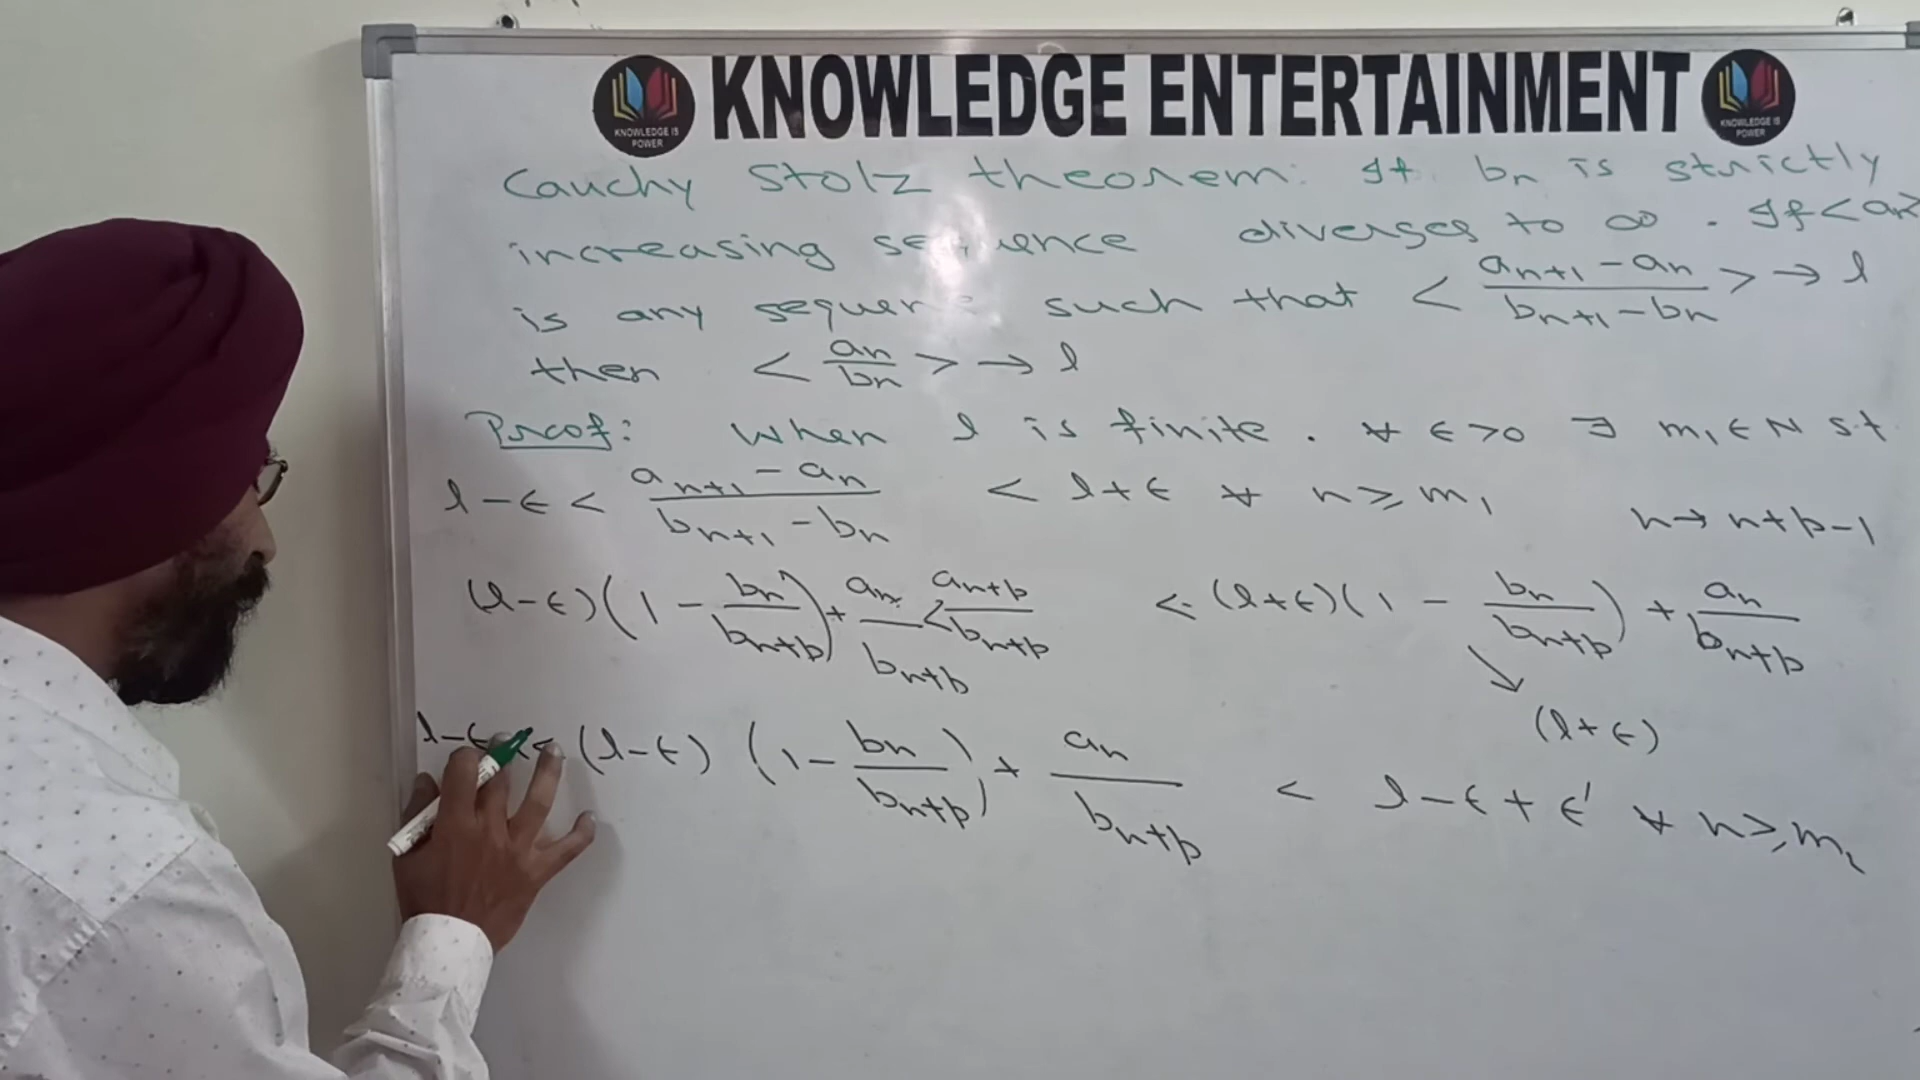 KNOWLEDGE ENTERTAINMENT
KNOWLEDGE IS POWER
KNOWLEDGE IS POWER
Cauchy Stolz theorem: If bn is strictly
increasing sequence diverges to ∞ . If <an>
is any sequen such that < (an+1 - an)/(bn+1 - bn) > → l
then < an/bn > → l
Proof: When l is finite. ∀ ϵ>0 ∃ m1 ∈ N s.t
l-ϵ < (an+1 - an)/(bn+1 - bn) < l+ϵ ∀ n ≥ m1 n→ n+p-1
(l-ϵ)(1 - bn/bn+p) + an/bn+p < an+p/bn+p < (l+ϵ)(1 - bn/bn+p) + an/bn+p
(l+ϵ)
l-ϵ < (l-ϵ) (1 - bn/bn+p) + an/bn+p < l-ϵ+ϵ' ∀ n ≥ m2